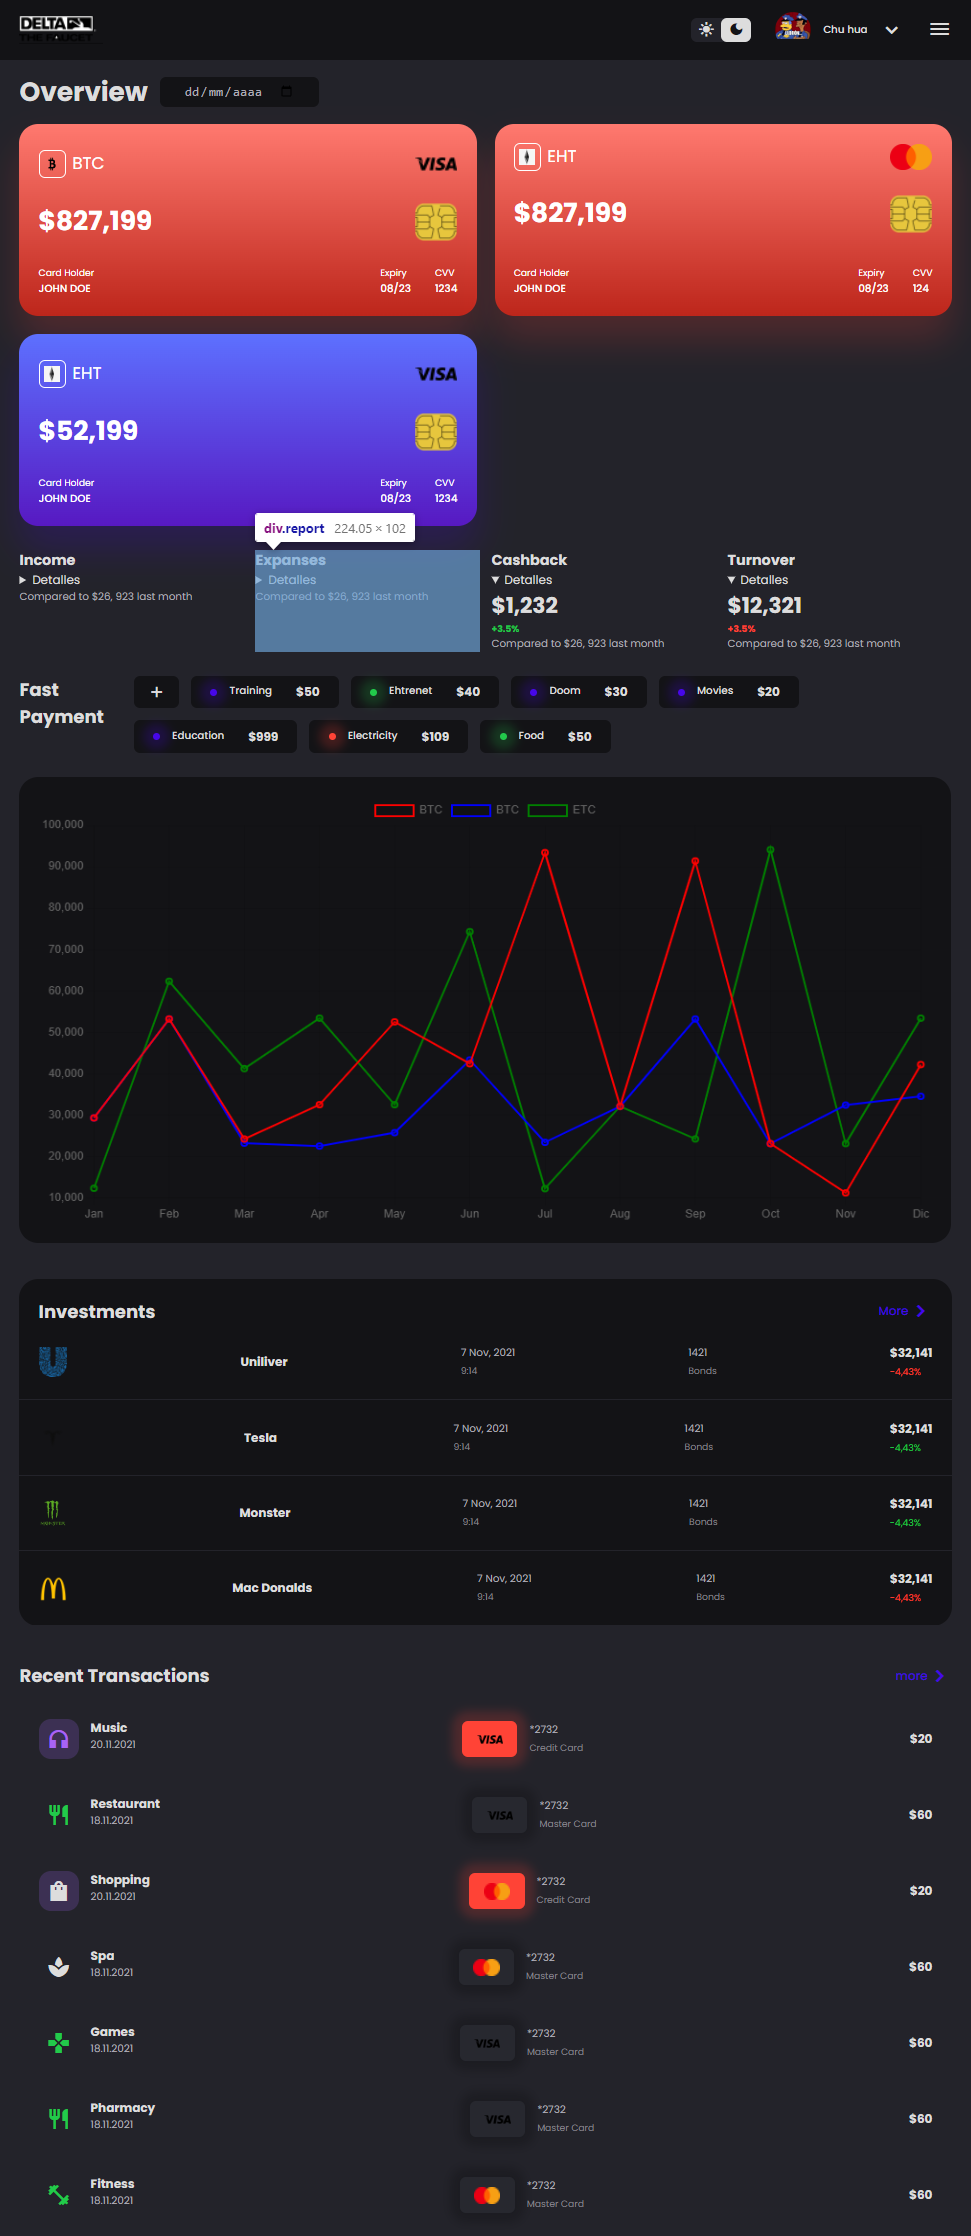 DELTA
THE FAUCET
Chu hua
Overview
dd/mm/aaaa
BTC
VISA
$827,199
Card Holder
Expiry
CVV
JOHN DOE
08/23
1234
EHT
$827,199
Card Holder
Expiry
CVV
JOHN DOE
08/23
124
EHT
VISA
$52,199
Card Holder
Expiry
CVV
JOHN DOE
08/23
1234
div.report 224.05 × 102
Income
Detalles
Compared to $26, 923 last month
Expanses
Detalles
Compared to $26, 923 last month
Cashback
Detalles
$1,232
+3.5%
Compared to $26, 923 last month
Turnover
Detalles
$12,321
+3.5%
Compared to $26, 923 last month
Fast
Payment
+
Training $50
Ehtrenet $40
Doom $30
Movies $20
Education $999
Electricity $109
Food $50
BTC BTC ETC
100,000
90,000
80,000
70,000
60,000
50,000
40,000
30,000
20,000
10,000
Jan Feb Mar Apr May Jun Jul Aug Sep Oct Nov Dic
Investments
More
Uniliver
7 Nov, 2021
9:14
1421
Bonds
$32,141
-4,43%
Tesla
7 Nov, 2021
9:14
1421
Bonds
$32,141
-4,43%
Monster
7 Nov, 2021
9:14
1421
Bonds
$32,141
-4,43%
Mac Donalds
7 Nov, 2021
9:14
1421
Bonds
$32,141
-4,43%
Recent Transactions
more
Music
20.11.2021
VISA
*2732
Credit Card
$20
Restaurant
18.11.2021
VISA
*2732
Master Card
$60
Shopping
20.11.2021
*2732
Credit Card
$20
Spa
18.11.2021
*2732
Master Card
$60
Games
18.11.2021
VISA
*2732
Master Card
$60
Pharmacy
18.11.2021
VISA
*2732
Master Card
$60
Fitness
18.11.2021
*2732
Master Card
$60